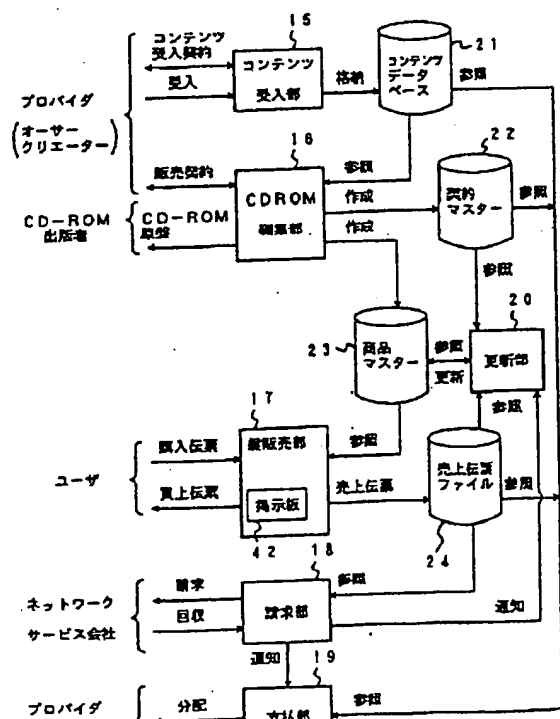 コンテンツ
受入契約
受入
プロバイダ
(オーサー
クリエーター)
15
コンテンツ
受入部
格納
21
コンテンツ
データ
ベース
参照
参照
16
販売契約
CDROM
編集部
作成
作成
CD-ROM
出版者
CD-ROM
原盤
22
契約
マスター
参照
参照
20
更新部
23
商品
マスター
参照
更新
参照
17
鍵販売部
参照
購入伝票
ユーザ
買上伝票
掲示板
42
売上伝票
売上伝票
ファイル
参照
24
18
請求
ネットワーク
サービス会社
回収
請求部
参照
通知
通知
19
プロバイダ
分配
支払部
参照